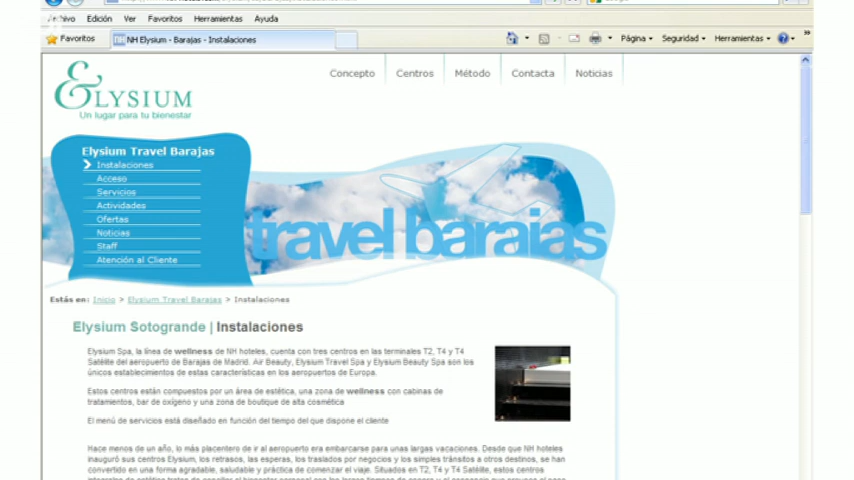 Archivo Edición Ver Favoritos Herramientas Ayuda
Favoritos NH Elysium - Barajas - Instalaciones Página Seguridad Herramientas
Concepto Centros Método Contacta Noticias
Elysium
Un lugar para tu bienestar
Elysium Travel Barajas
Instalaciones
Acceso
Servicios
Actividades
Ofertas
Noticias
Staff
Atención al Cliente
travel barajas
Estás en: Inicio > Elysium Travel Barajas > Instalaciones
Elysium Sotogrande | Instalaciones
Elysium Spa, la línea de wellness de NH hoteles, cuenta con tres centros en las terminales T2, T4 y T4
Satélite del aeropuerto de Barajas de Madrid. Air Beauty, Elysium Travel Spa y Elysium Beauty Spa son los
únicos establecimientos de estas características en los aeropuertos de Europa.
Estos centros están compuestos por un área de estética, una zona de wellness con cabinas de
tratamientos, bar de oxígeno y una zona de boutique de alta cosmética
El menú de servicios está diseñado en función del tiempo del que dispone el cliente
Hace menos de un año, lo más placentero de ir al aeropuerto era embarcarse para unas largas vacaciones. Desde que NH hoteles
inauguró sus centros Elysium, los retrasos, las esperas, los traslados por negocios y los simples tránsitos a otros destinos, se han
convertido en una forma agradable, saludable y práctica de comenzar el viaje. Situados en T2, T4 y T4 Satélite, estos centros